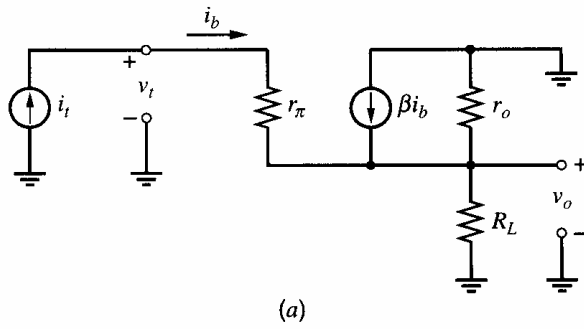 i_b
+
v_t
−
i_t
r_π
βi_b
r_o
+
v_o
−
R_L
(a)